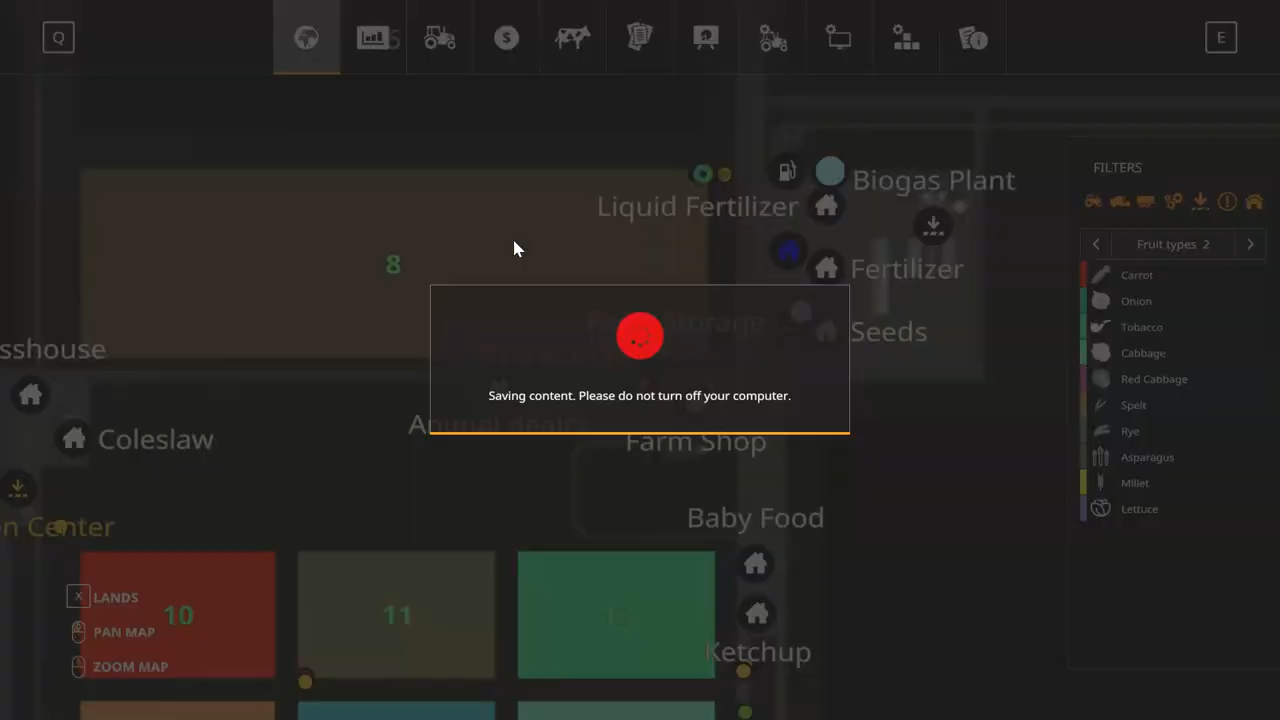 Q
E
Biogas Plant
Liquid Fertilizer
8
Fertilizer
Seeds
sshouse
Coleslaw
Saving content. Please do not turn off your computer.
Farm Shop
n Center
Baby Food
Ketchup
10
11
X LANDS
PAN MAP
ZOOM MAP
FILTERS
Fruit types 2
Carrot
Onion
Tobacco
Cabbage
Red Cabbage
Spelt
Rye
Asparagus
Millet
Lettuce